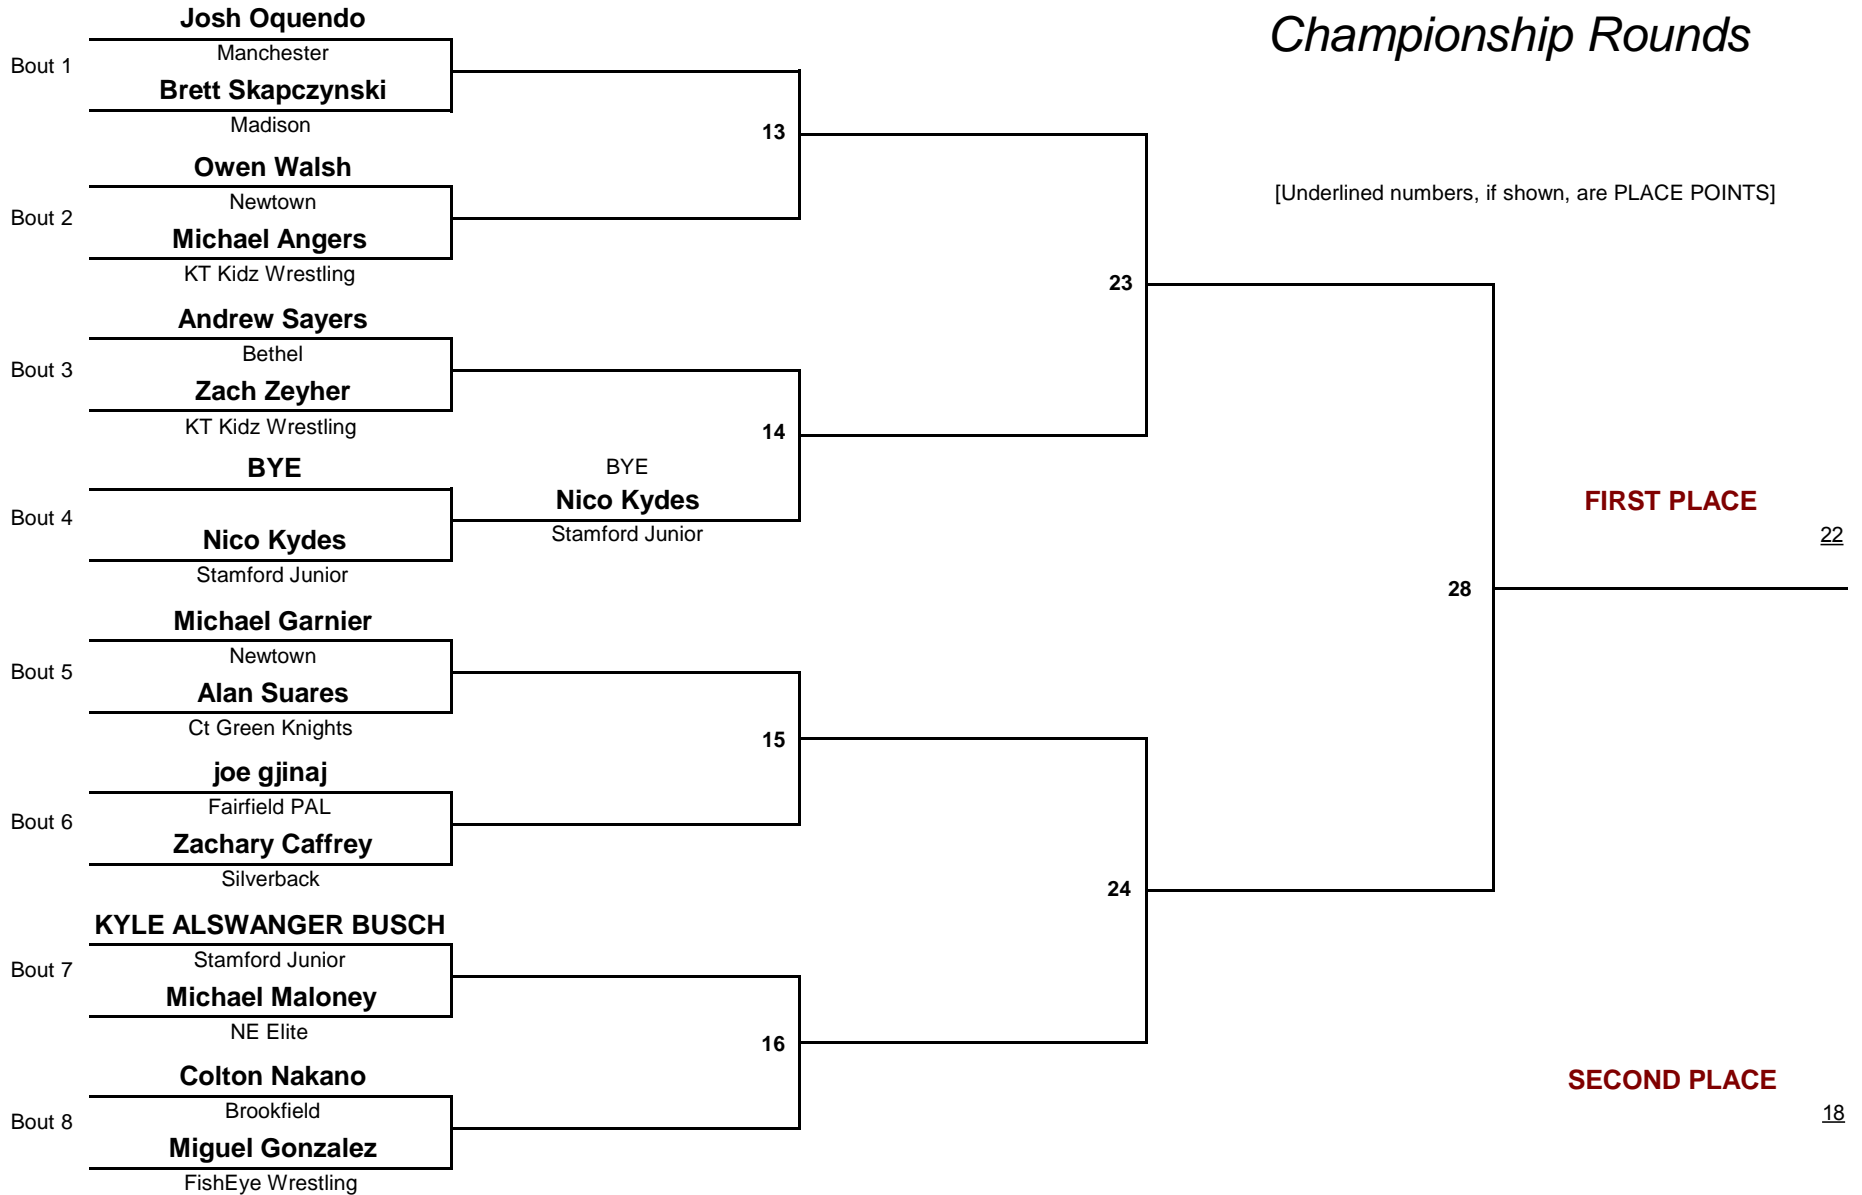 Josh Oquendo
Championship Rounds
Bout 1
Manchester
Brett Skapczynski
Madison
13
Owen Walsh
[Underlined numbers, if shown, are PLACE POINTS]
Bout 2
Newtown
Michael Angers
KT Kidz Wrestling
23
Andrew Sayers
Bout 3
Bethel
Zach Zeyher
KT Kidz Wrestling
14
BYE
BYE
Nico Kydes
Stamford Junior
Bout 4
Nico Kydes
Stamford Junior
FIRST PLACE
22
28
Michael Garnier
Bout 5
Newtown
Alan Suares
Ct Green Knights
15
joe gjinaj
Bout 6
Fairfield PAL
Zachary Caffrey
Silverback
24
KYLE ALSWANGER BUSCH
Bout 7
Stamford Junior
Michael Maloney
NE Elite
16
Colton Nakano
Bout 8
Brookfield
Miguel Gonzalez
FishEye Wrestling
SECOND PLACE
18